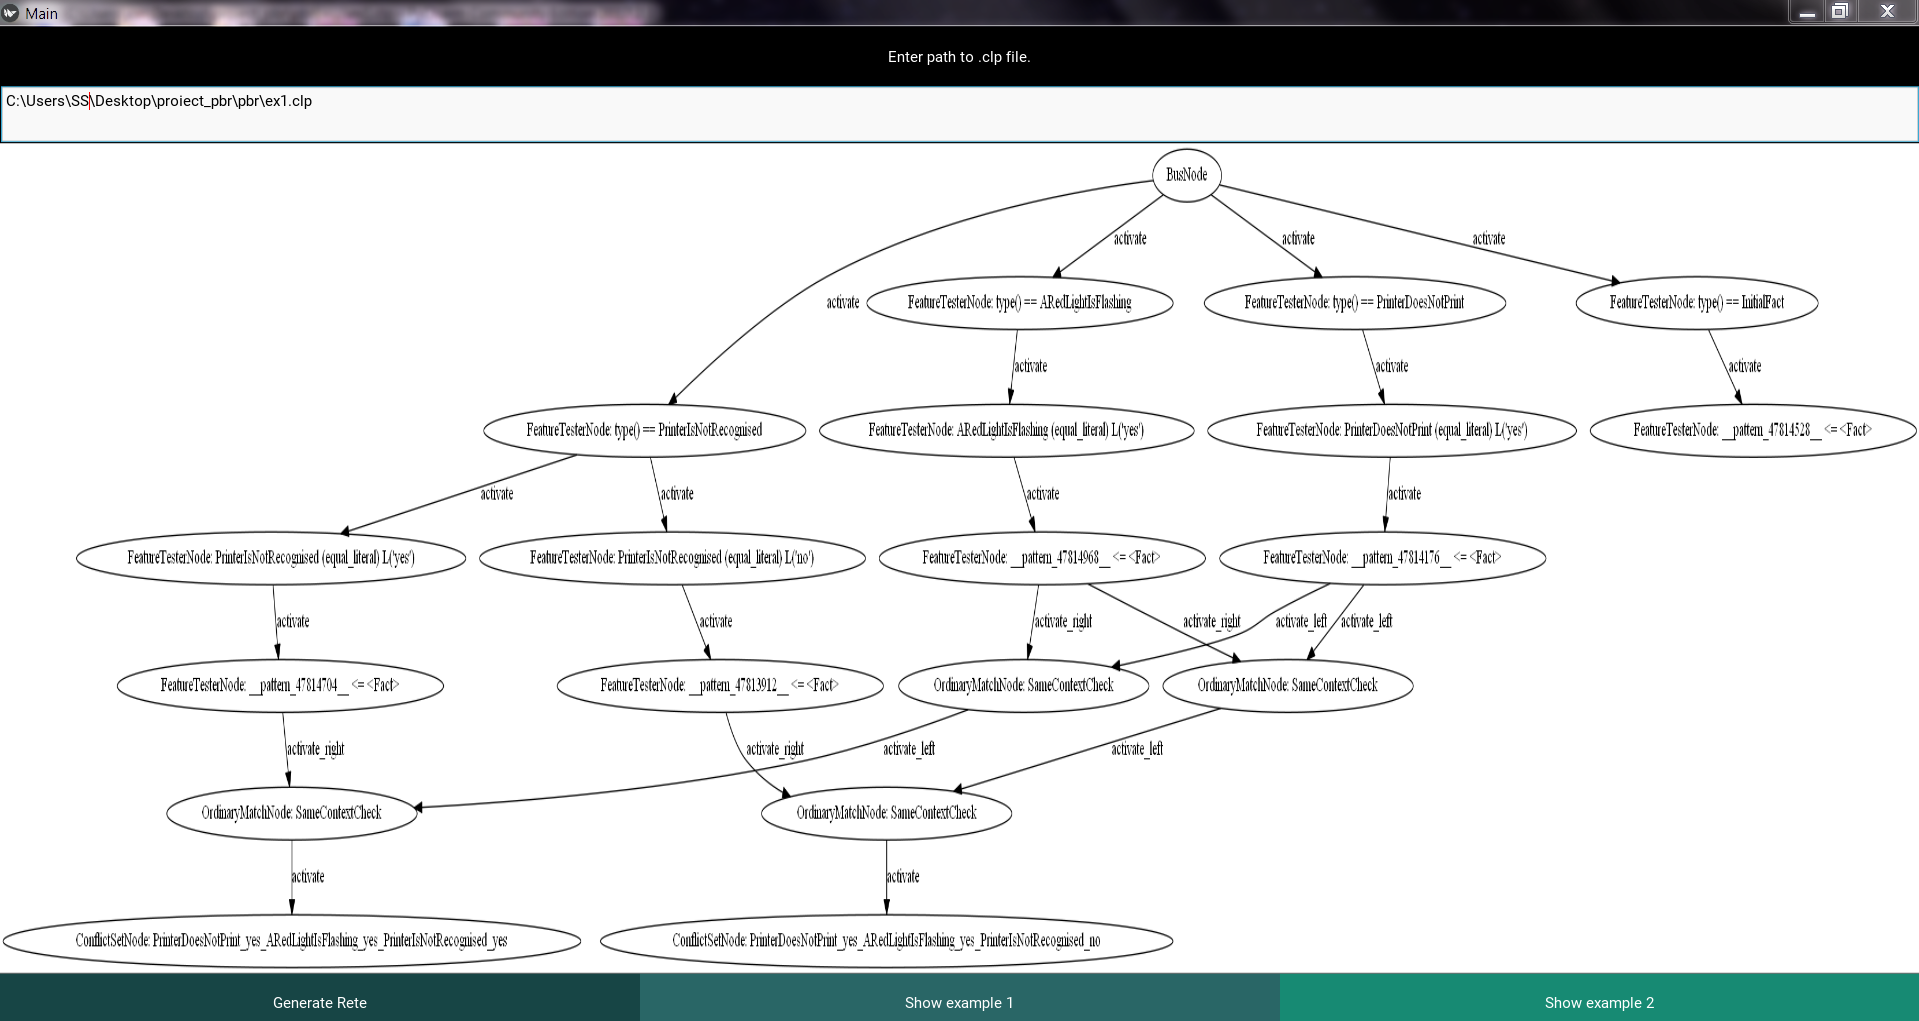 Main
Enter path to .clp file.
C:\Users\SS\Desktop\proiect_pbr\pbr\ex1.clp
BusNode
activate
activate
activate
activate
FeatureTesterNode: type() == ARedLightIsFlashing
FeatureTesterNode: type() == PrinterDoesNotPrint
FeatureTesterNode: type() == InitialFact
activate
activate
activate
FeatureTesterNode: type() == PrinterIsNotRecognised
FeatureTesterNode: ARedLightIsFlashing (equal_literal) L('yes')
FeatureTesterNode: PrinterDoesNotPrint (equal_literal) L('yes')
FeatureTesterNode: __pattern_47814528__ <= <Fact>
activate
activate
activate
activate
FeatureTesterNode: PrinterIsNotRecognised (equal_literal) L('yes')
FeatureTesterNode: PrinterIsNotRecognised (equal_literal) L('no')
FeatureTesterNode: __pattern_47814968__ <= <Fact>
FeatureTesterNode: __pattern_47814176__ <= <Fact>
activate
activate
activate_right
activate_right
activate_left
activate_left
FeatureTesterNode: __pattern_47814704__ <= <Fact>
FeatureTesterNode: __pattern_47813912__ <= <Fact>
OrdinaryMatchNode: SameContextCheck
OrdinaryMatchNode: SameContextCheck
activate_right
activate_right
activate_left
activate_left
OrdinaryMatchNode: SameContextCheck
OrdinaryMatchNode: SameContextCheck
activate
activate
ConflictSetNode: PrinterDoesNotPrint_yes_ARedLightIsFlashing_yes_PrinterIsNotRecognised_yes
ConflictSetNode: PrinterDoesNotPrint_yes_ARedLightIsFlashing_yes_PrinterIsNotRecognised_no
Generate Rete
Show example 1
Show example 2